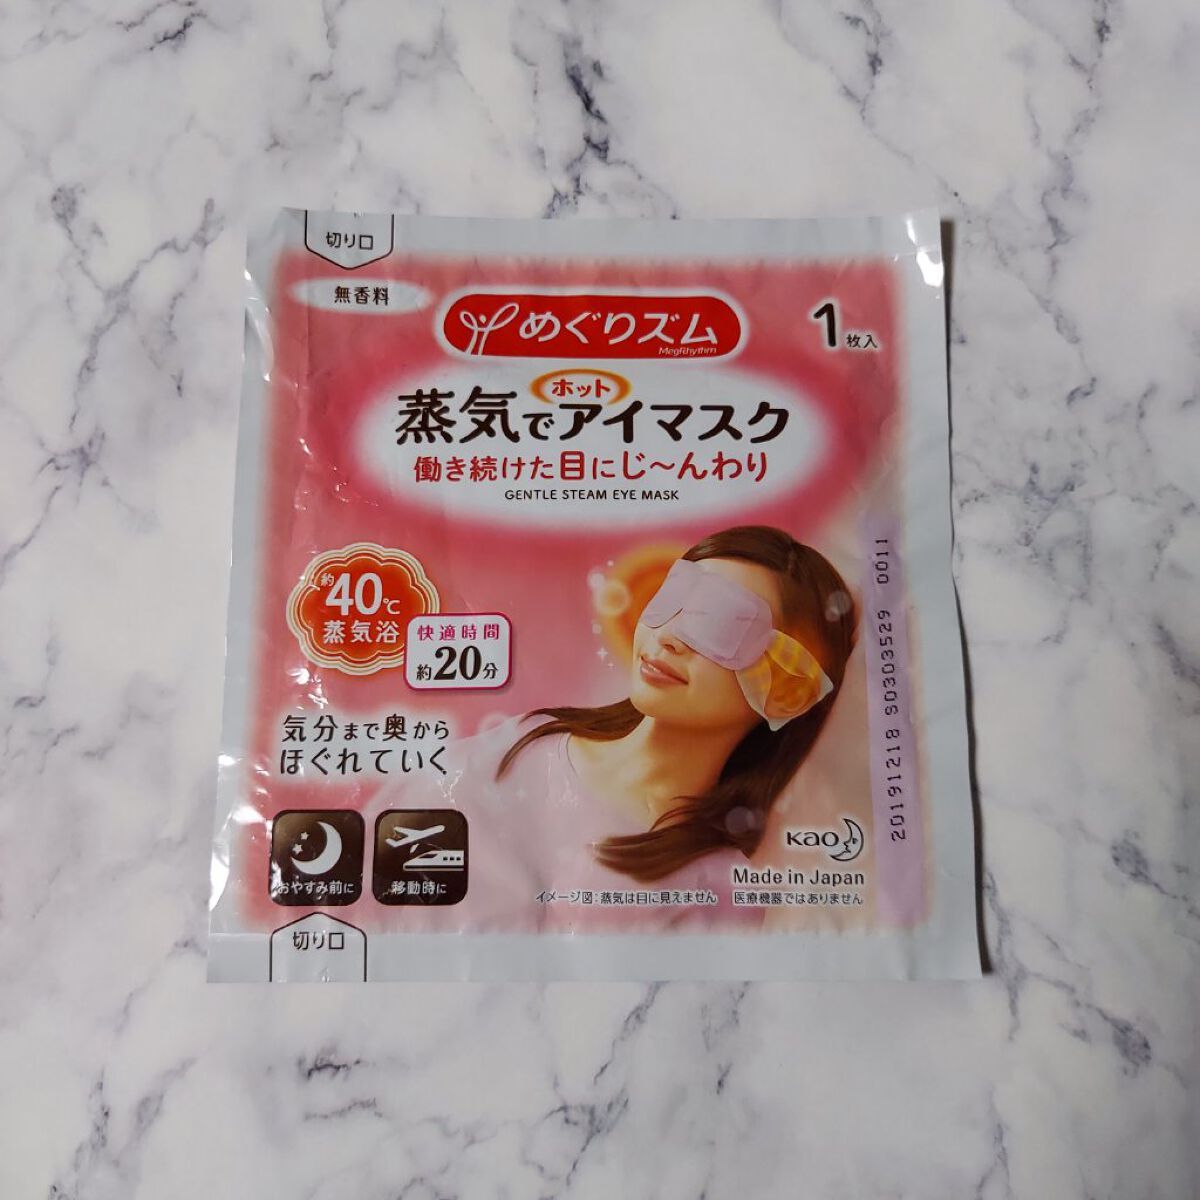 切り口
無香料
めぐりズム
MegRhythm
1枚入
ホット
蒸気でアイマスク
働き続けた目にじ〜んわり
GENTLE STEAM EYE MASK
約40℃
蒸気浴
快適時間
約20分
気分まで奥から
ほぐれていく
おやすみ前に
移動時に
切り口
20191218 S0303529 0011
Kao
Made in Japan
イメージ図:蒸気は目に見えません 医療機器ではありません